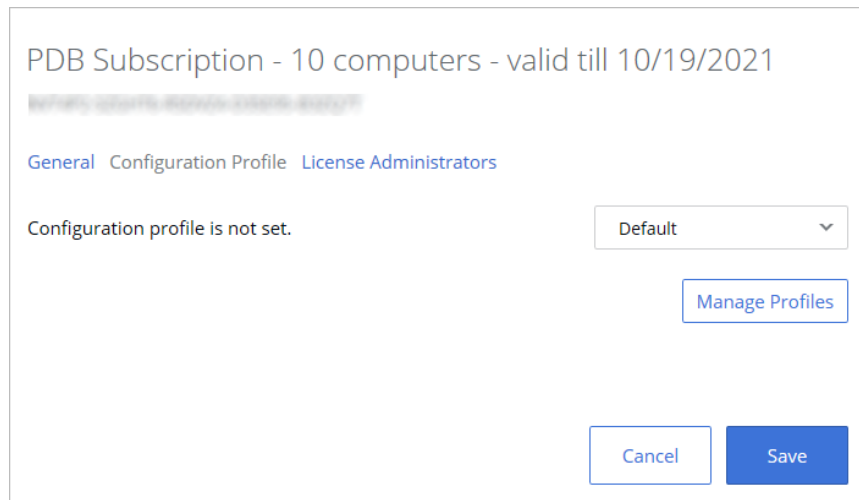 PDB Subscription - 10 computers - valid till 10/19/2021
General Configuration Profile License Administrators
Configuration profile is not set. Default
Manage Profiles
Cancel Save